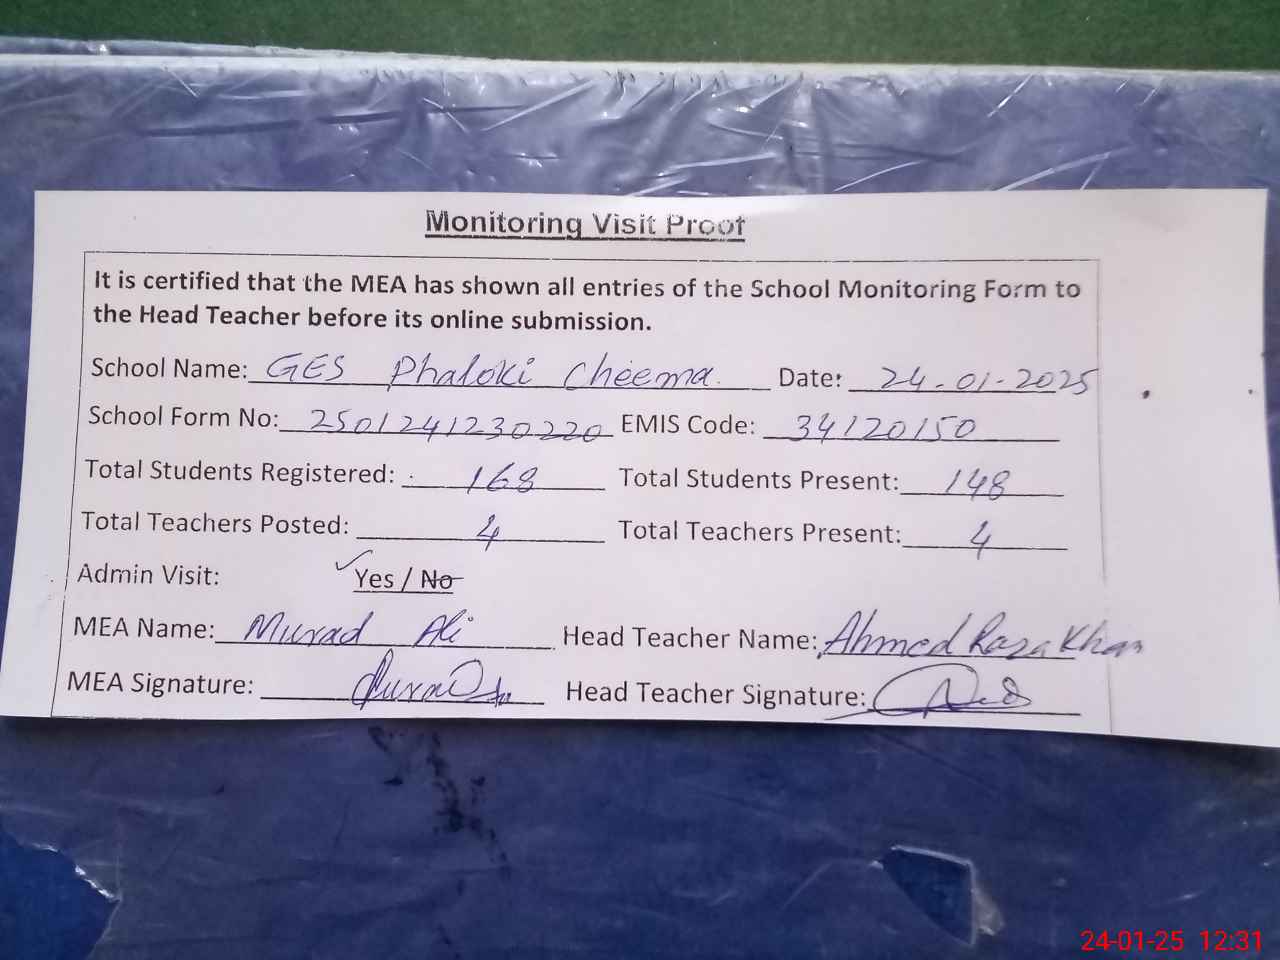 Monitoring Visit Proof
It is certified that the MEA has shown all entries of the School Monitoring Form to
the Head Teacher before its online submission.
School Name: GES Phaloki Cheema. Date: 24-01-2025
School Form No: 2501241230220 EMIS Code: 34120150
Total Students Registered: 168 Total Students Present: 148
Total Teachers Posted: 4 Total Teachers Present: 4
Admin Visit: Yes / No
MEA Name: Murad Ali Head Teacher Name: Ahmed Raza Khan
MEA Signature: Head Teacher Signature:
24-01-25 12:31